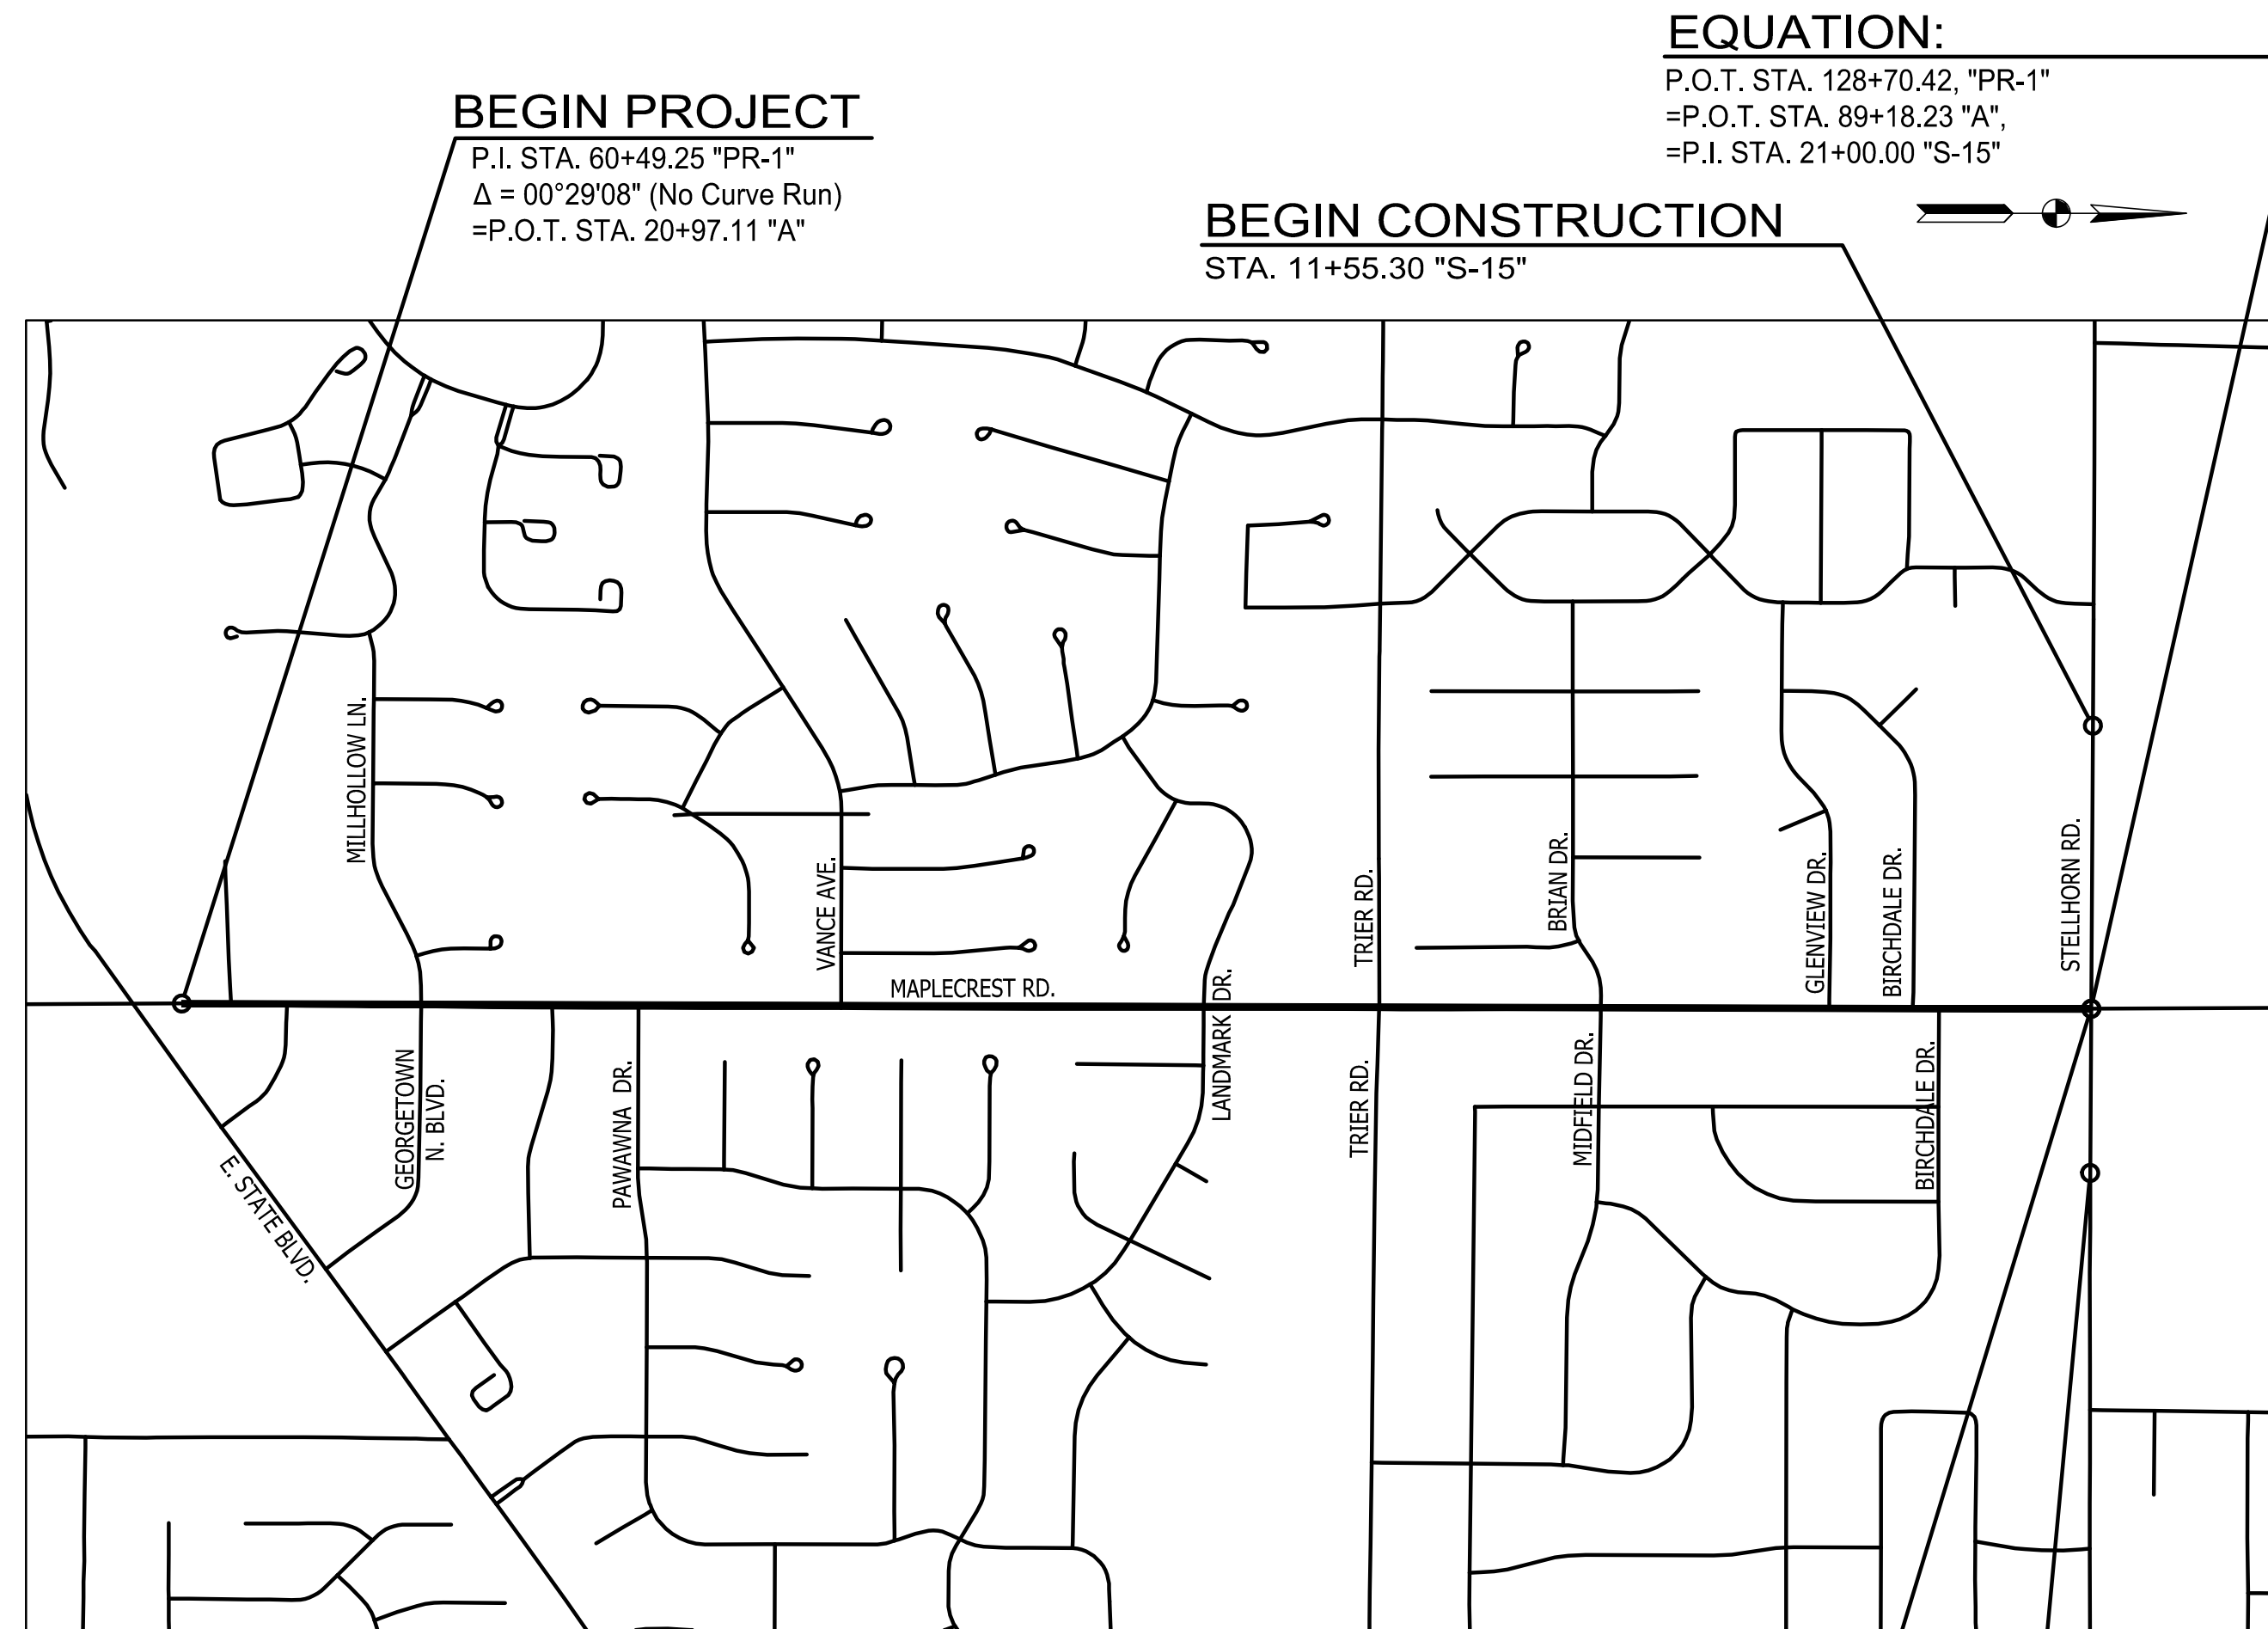 EQUATION:
P.O.T. STA. 128+70.42, "PR-1"
=P.O.T. STA. 89+18.23 "A",
=P.I. STA. 21+00.00 "S-15"
BEGIN PROJECT
P.I. STA. 60+49.25 "PR-1"
Δ = 00°29'08" (No Curve Run)
=P.O.T. STA. 20+97.11 "A"
BEGIN CONSTRUCTION
STA. 11+55.30 "S-15"
MILLHOLLOW LN.
VANCE AVE.
TRIER RD.
BRIAN DR.
GLENVIEW DR.
BIRCHDALE DR.
STELLHORN RD.
MAPLECREST RD.
GEORGETOWN
N. BLVD.
PAWAWNA DR.
LANDMARK DR.
TRIER RD.
MIDFIELD DR.
BIRCHDALE DR.
E. STATE BLVD.